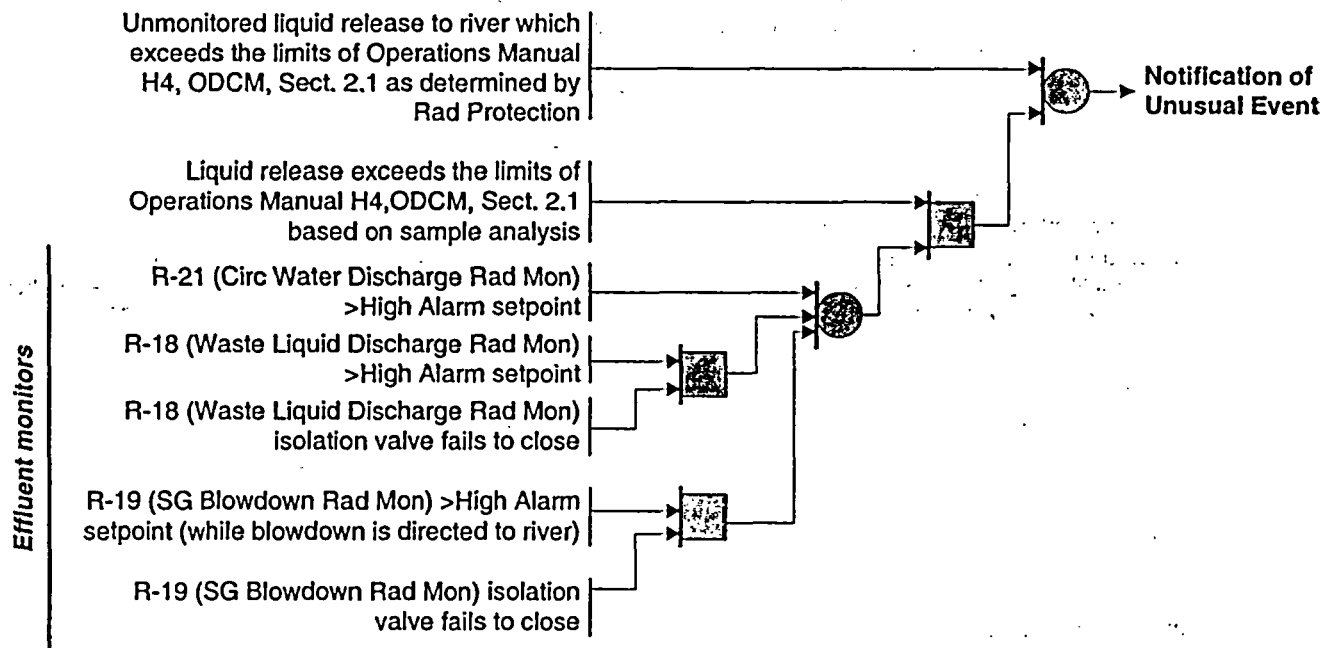 Unmonitored liquid release to river which
exceeds the limits of Operations Manual
H4, ODCM, Sect. 2.1 as determined by
Rad Protection
Notification of
Unusual Event
Liquid release exceeds the limits of
Operations Manual H4,ODCM, Sect. 2.1
based on sample analysis
Effluent monitors
R-21 (Circ Water Discharge Rad Mon)
>High Alarm setpoint
R-18 (Waste Liquid Discharge Rad Mon)
>High Alarm setpoint
R-18 (Waste Liquid Discharge Rad Mon)
isolation valve fails to close
R-19 (SG Blowdown Rad Mon) >High Alarm
setpoint (while blowdown is directed to river)
R-19 (SG Blowdown Rad Mon) isolation
valve fails to close